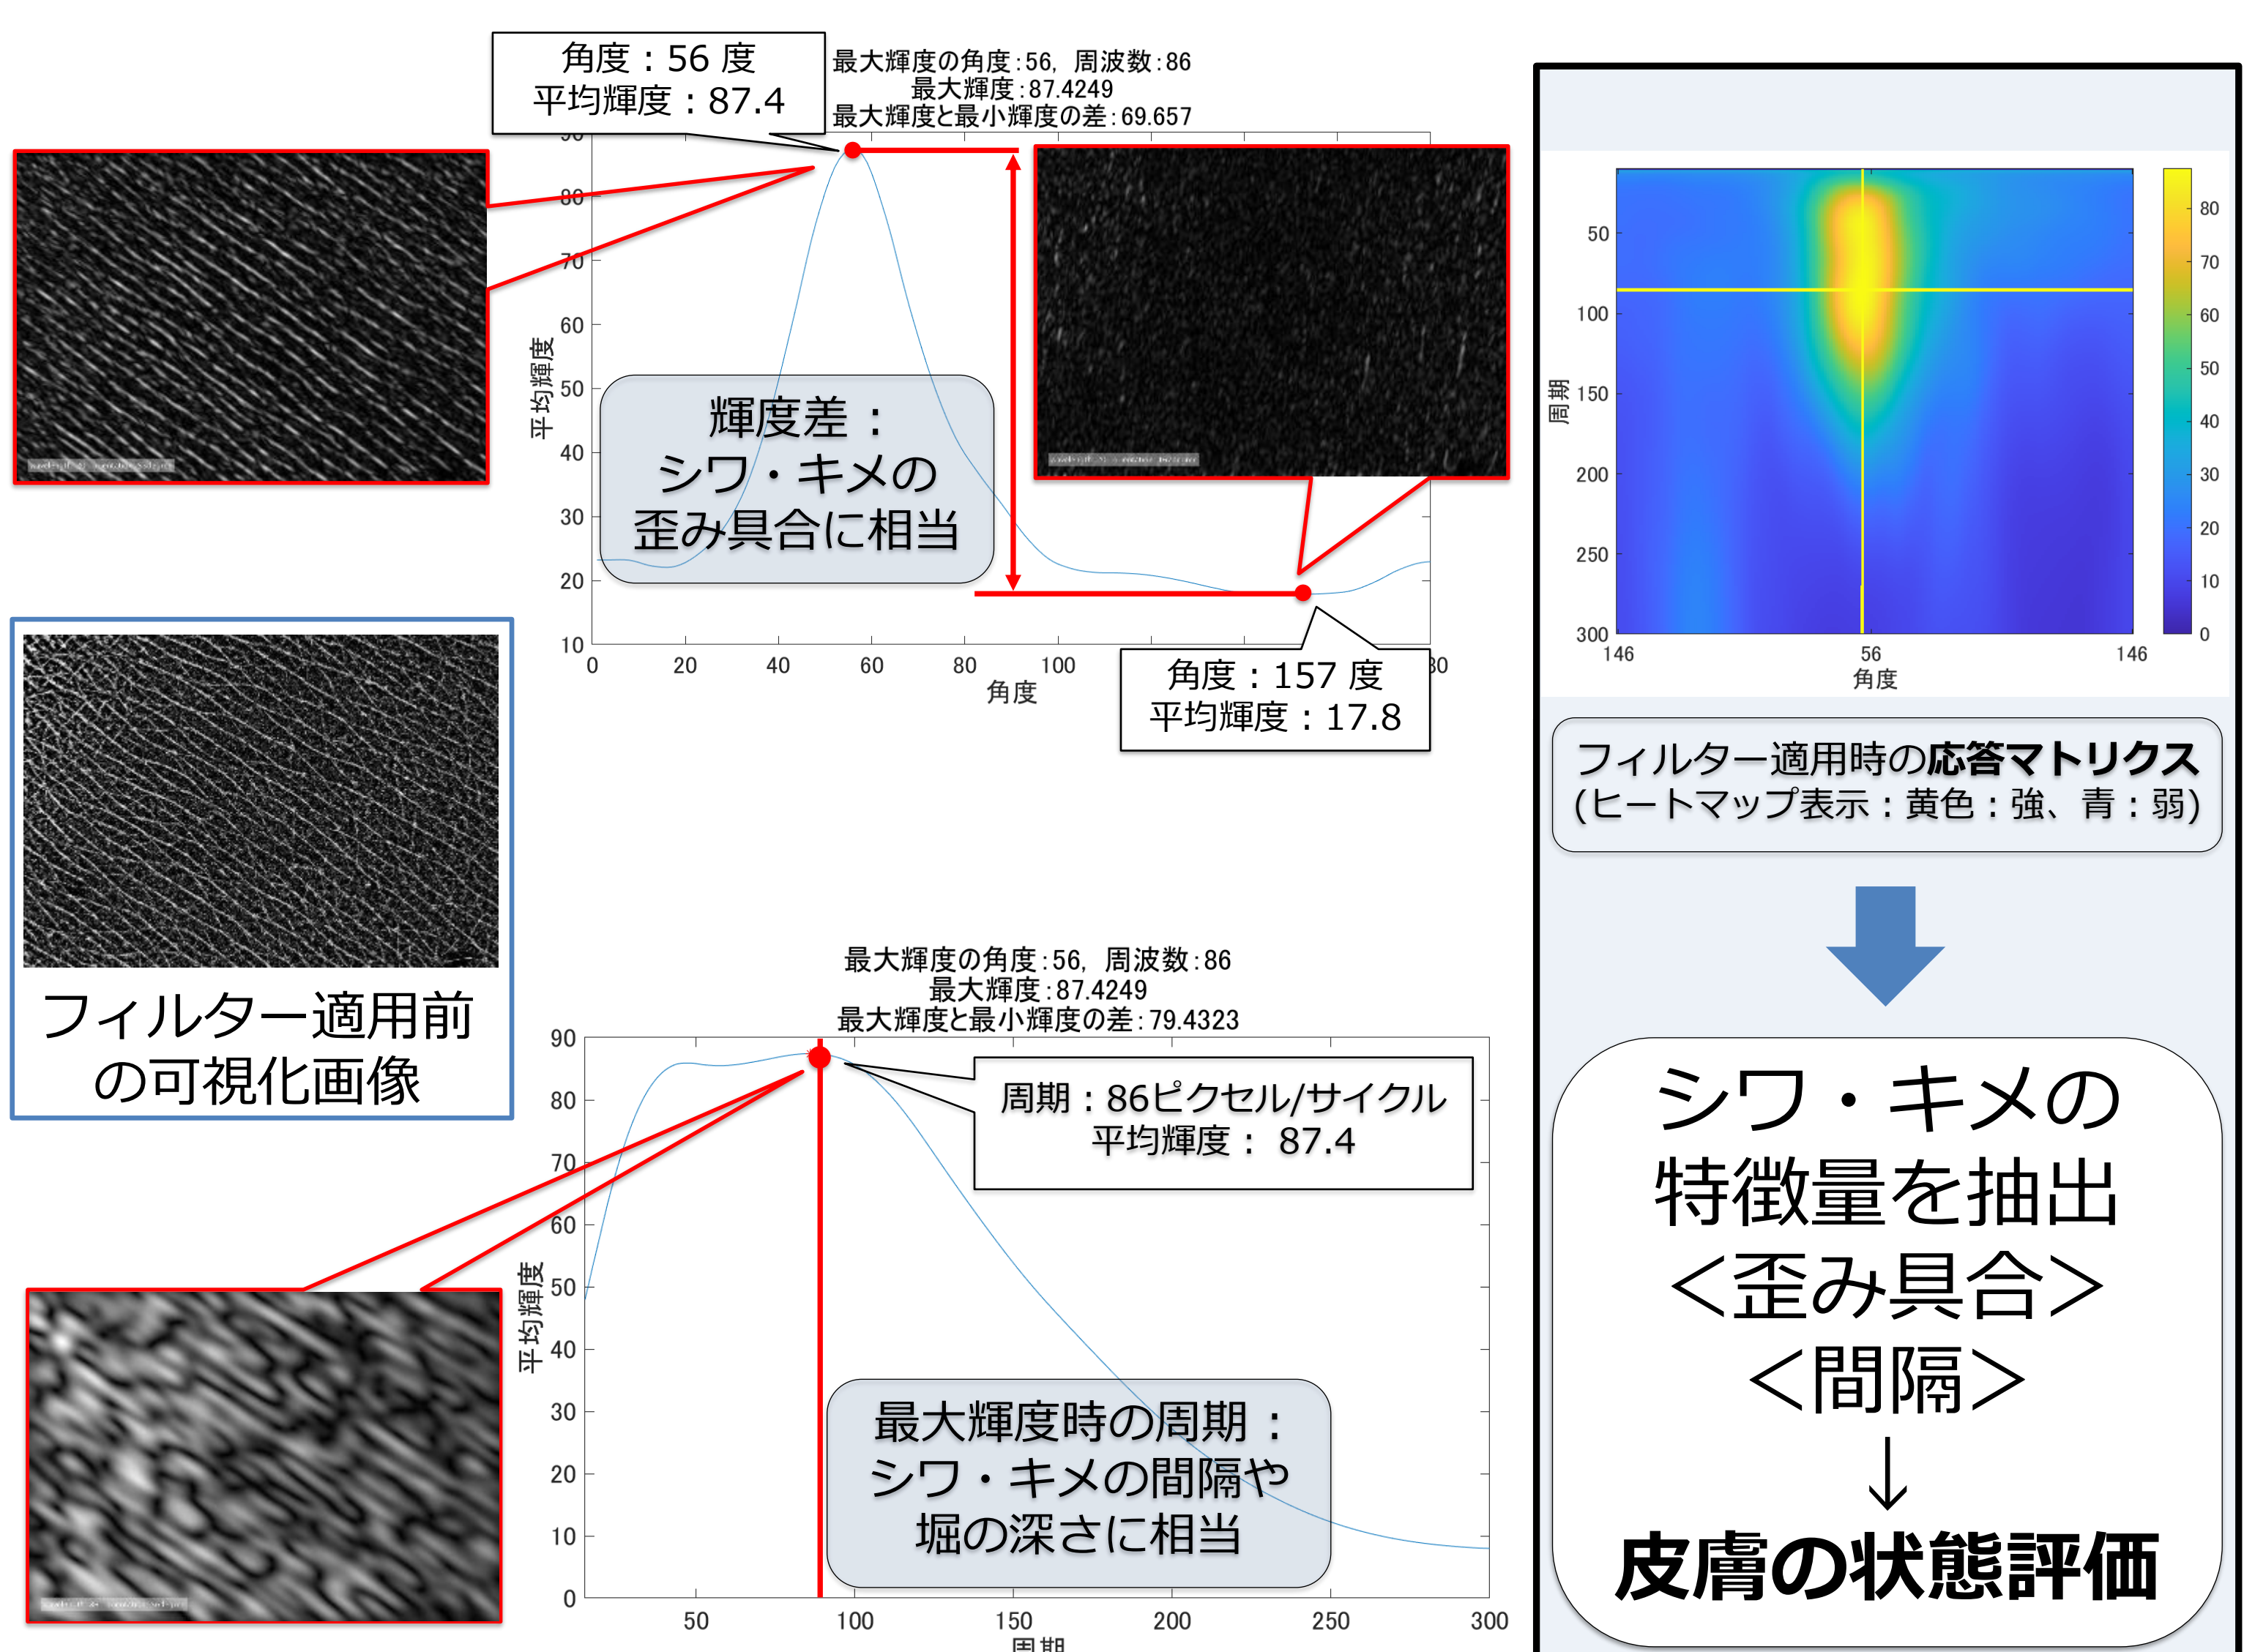 角度：56 度
平均輝度：87.4
最大輝度の角度:56, 周波数:86
最大輝度:87.4249
最大輝度と最小輝度の差:69.657
90
80
70
60
50
40
30
20
10
平均輝度
0
20
40
60
80
100
80
角度
輝度差：
シワ・キメの
歪み具合に相当
角度：157 度
平均輝度：17.8
フィルター適用前
の可視化画像
最大輝度の角度:56, 周波数:86
最大輝度:87.4249
最大輝度と最小輝度の差:79.4323
90
80
70
60
50
40
30
20
10
0
平均輝度
50
100
150
200
250
300
周期
周期：86ピクセル/サイクル
平均輝度： 87.4
最大輝度時の周期：
シワ・キメの間隔や
堀の深さに相当
50
100
150
200
250
300
周期
146
56
146
角度
80
70
60
50
40
30
20
10
0
フィルター適用時の応答マトリクス
(ヒートマップ表示：黄色：強、青：弱)
シワ・キメの
特徴量を抽出
＜歪み具合＞
＜間隔＞
↓
皮膚の状態評価